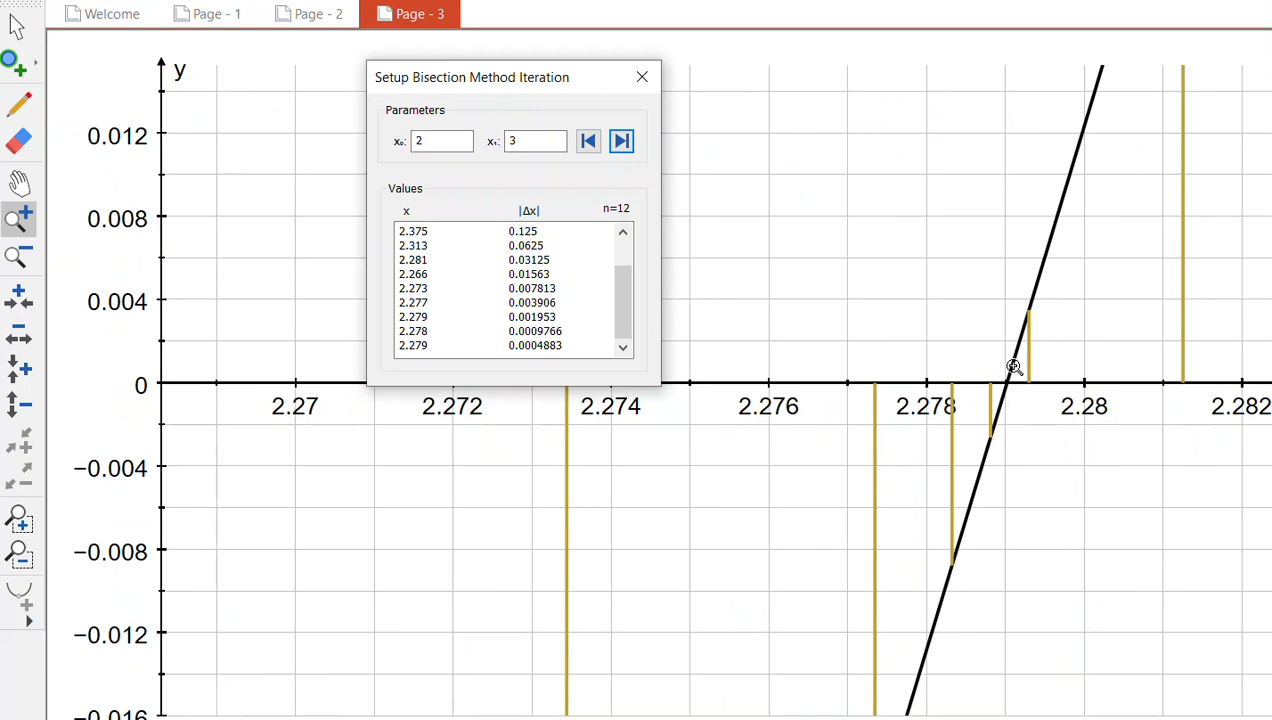 Welcome Page - 1 Page - 2 Page - 3
y
Setup Bisection Method Iteration
Parameters
x₀: 2 x₁: 3
Values
x |Δx| n=12
2.375 0.125
2.313 0.0625
2.281 0.03125
2.266 0.01563
2.273 0.007813
2.277 0.003906
2.279 0.001953
2.278 0.0009766
2.279 0.0004883
0.012
0.008
0.004
0
2.27 2.272 2.274 2.276 2.278 2.28 2.282
−0.004
−0.008
−0.012
−0.016